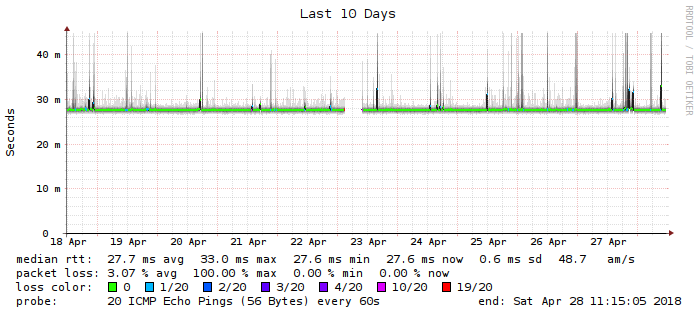 Last 10 Days
RRDTOOL / TOBI OETIKER
Seconds
40 m
30 m
20 m
10 m
0
18 Apr 19 Apr 20 Apr 21 Apr 22 Apr 23 Apr 24 Apr 25 Apr 26 Apr 27 Apr
median rtt: 27.7 ms avg 33.0 ms max 27.6 ms min 27.6 ms now 0.6 ms sd 48.7 am/s
packet loss: 3.07 % avg 100.00 % max 0.00 % min 0.00 % now
loss color: 0 1/20 2/20 3/20 4/20 10/20 19/20
probe: 20 ICMP Echo Pings (56 Bytes) every 60s end: Sat Apr 28 11:15:05 2018